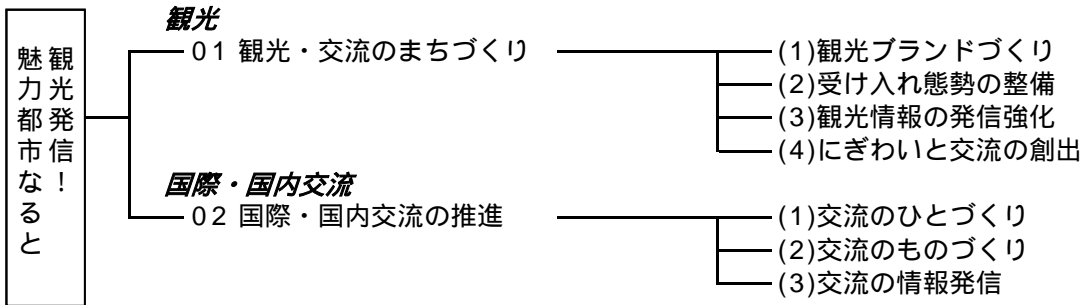 観光発信!
魅力都市なると
観光
01 観光・交流のまちづくり
(1)観光ブランドづくり
(2)受け入れ態勢の整備
(3)観光情報の発信強化
(4)にぎわいと交流の創出
国際・国内交流
02 国際・国内交流の推進
(1)交流のひとづくり
(2)交流のものづくり
(3)交流の情報発信